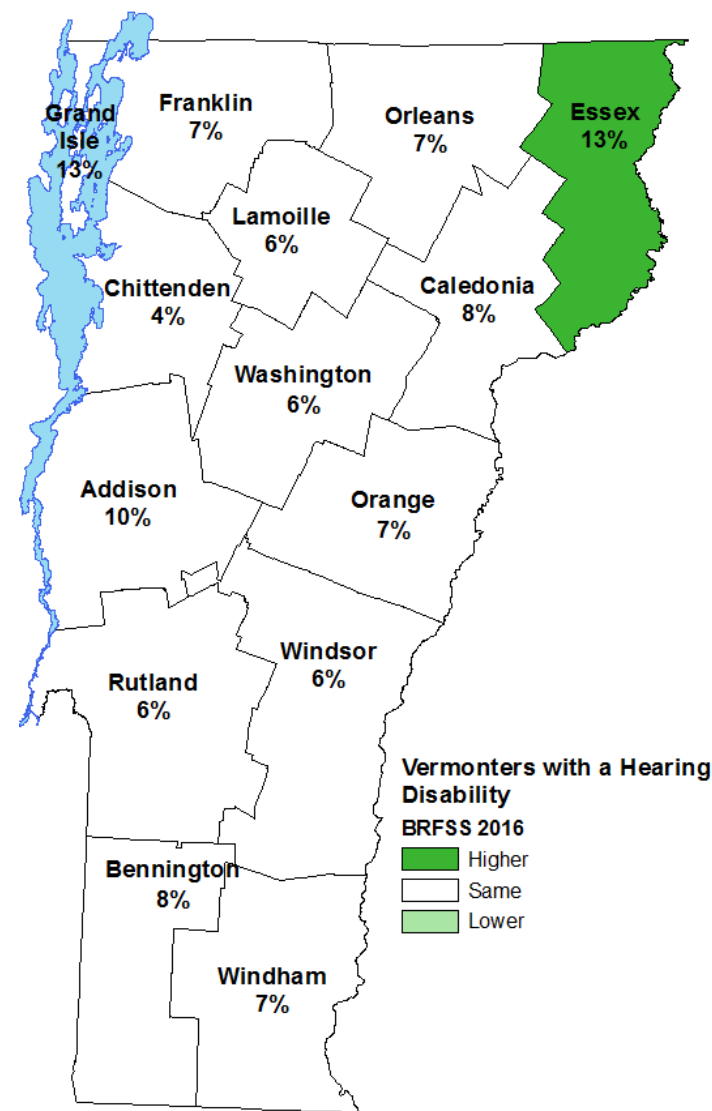 Grand
Isle
13%
Franklin
7%
Orleans
7%
Essex
13%
Lamoille
6%
Chittenden
4%
Caledonia
8%
Washington
6%
Addison
10%
Orange
7%
Windsor
6%
Rutland
6%
Vermonters with a Hearing
Disability
BRFSS 2016
Higher
Same
Lower
Bennington
8%
Windham
7%